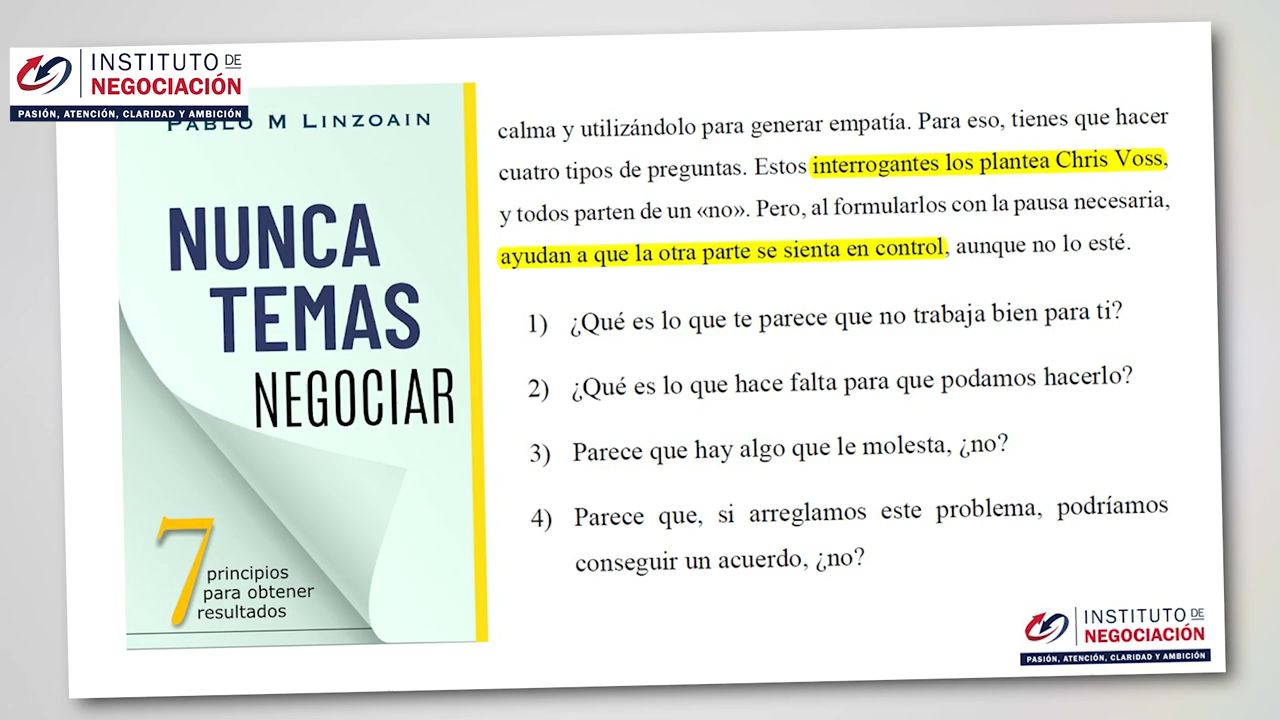 INSTITUTO DE
NEGOCIACIÓN
PASIÓN, ATENCIÓN, CLARIDAD Y AMBICIÓN
PABLO M LINZOAIN
NUNCA
TEMAS
NEGOCIAR
7
principios
para obtener
resultados
calma y utilizándolo para generar empatía. Para eso, tienes que hacer
cuatro tipos de preguntas. Estos interrogantes los plantea Chris Voss,
y todos parten de un «no». Pero, al formularlos con la pausa necesaria,
ayudan a que la otra parte se sienta en control, aunque no lo esté.
1) ¿Qué es lo que te parece que no trabaja bien para ti?
2) ¿Qué es lo que hace falta para que podamos hacerlo?
3) Parece que hay algo que le molesta, ¿no?
4) Parece que, si arreglamos este problema, podríamos
conseguir un acuerdo, ¿no?
INSTITUTO DE
NEGOCIACIÓN
PASIÓN, ATENCIÓN, CLARIDAD Y AMBICIÓN